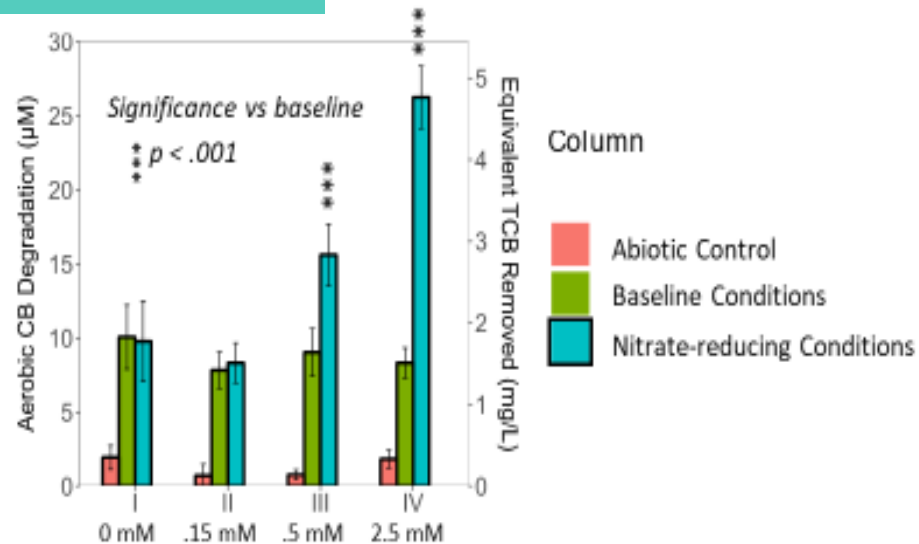 30
25
20
15
10
5
0
Aerobic CB Degradation (µM)
Significance vs baseline
*** p < .001
***
***
5
4
3
2
1
0
Equivalent TCB Removed (mg/L)
I
II
III
IV
0 mM
.15 mM
.5 mM
2.5 mM
Column
Abiotic Control
Baseline Conditions
Nitrate-reducing Conditions